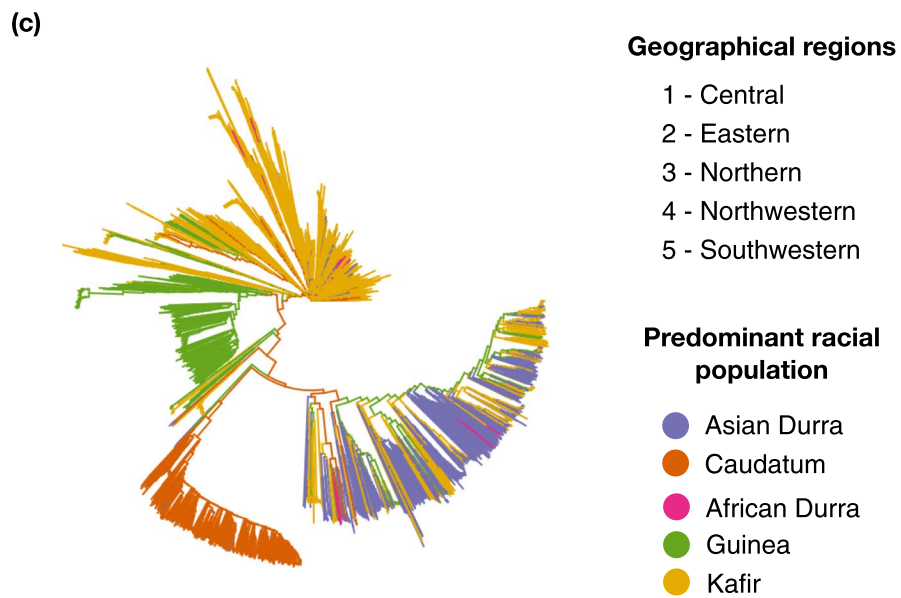 (c)
Geographical regions
1 - Central
2 - Eastern
3 - Northern
4 - Northwestern
5 - Southwestern
Predominant racial
population
Asian Durra
Caudatum
African Durra
Guinea
Kafir